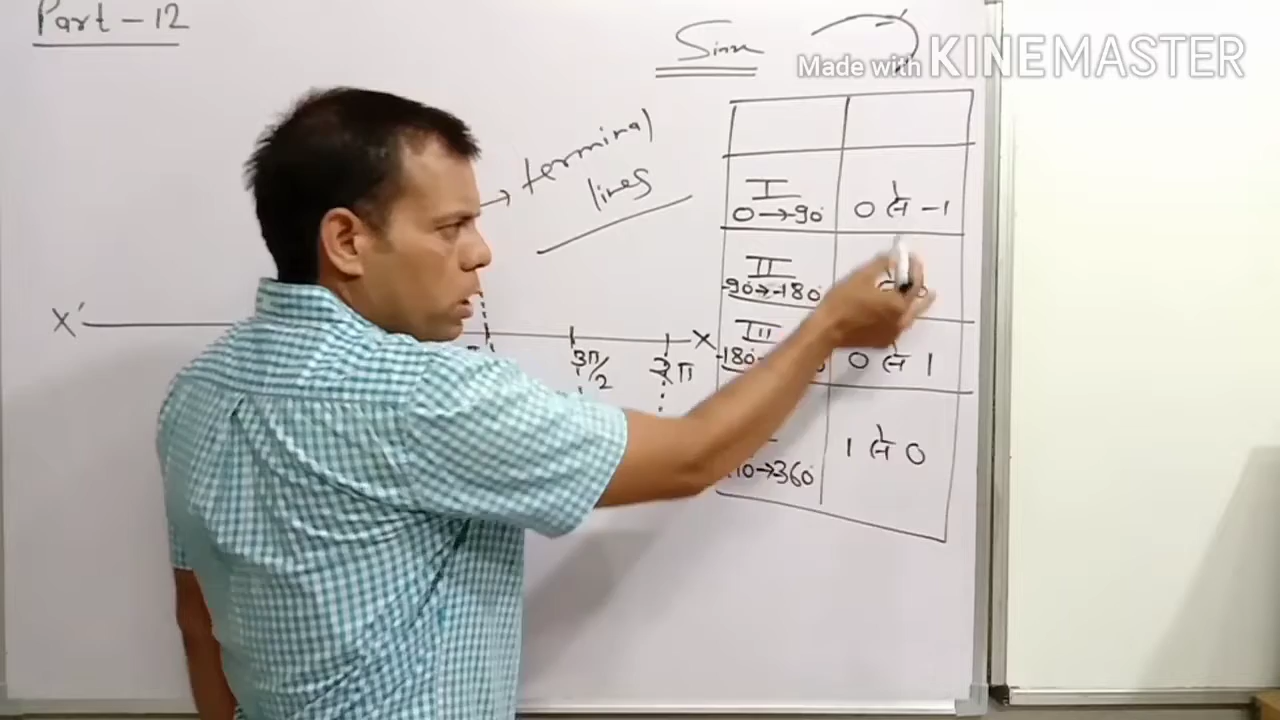 Part - 12
Sinx
Made with KINEMASTER
terminal
lines
I
0→-90°
0 से -1
II
-90→-180°
III
-180
0 से 1
→360°
1 से 0
X'
X
3π/2
2π